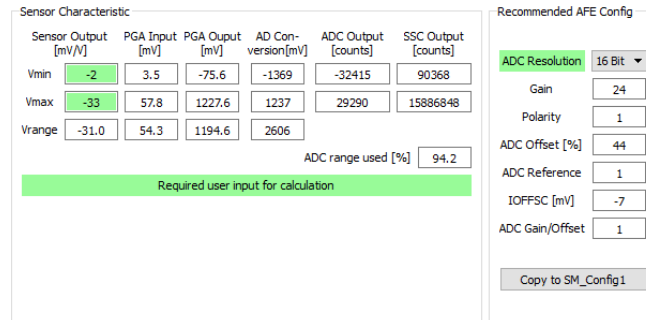 Sensor Characteristic
Sensor Output [mV/V] PGA Input [mV] PGA Ouput [mV] AD Con-version[mV] ADC Output [counts] SSC Output [counts]
Vmin -2 3.5 -75.6 -1369 -32415 90368
Vmax -33 57.8 1227.6 1237 29290 15886848
Vrange -31.0 54.3 1194.6 2606
ADC range used [%] 94.2
Required user input for calculation
Recommended AFE Config
ADC Resolution 16 Bit
Gain 24
Polarity 1
ADC Offset [%] 44
ADC Reference 1
IOFFSC [mV] -7
ADC Gain/Offset 1
Copy to SM_Config1